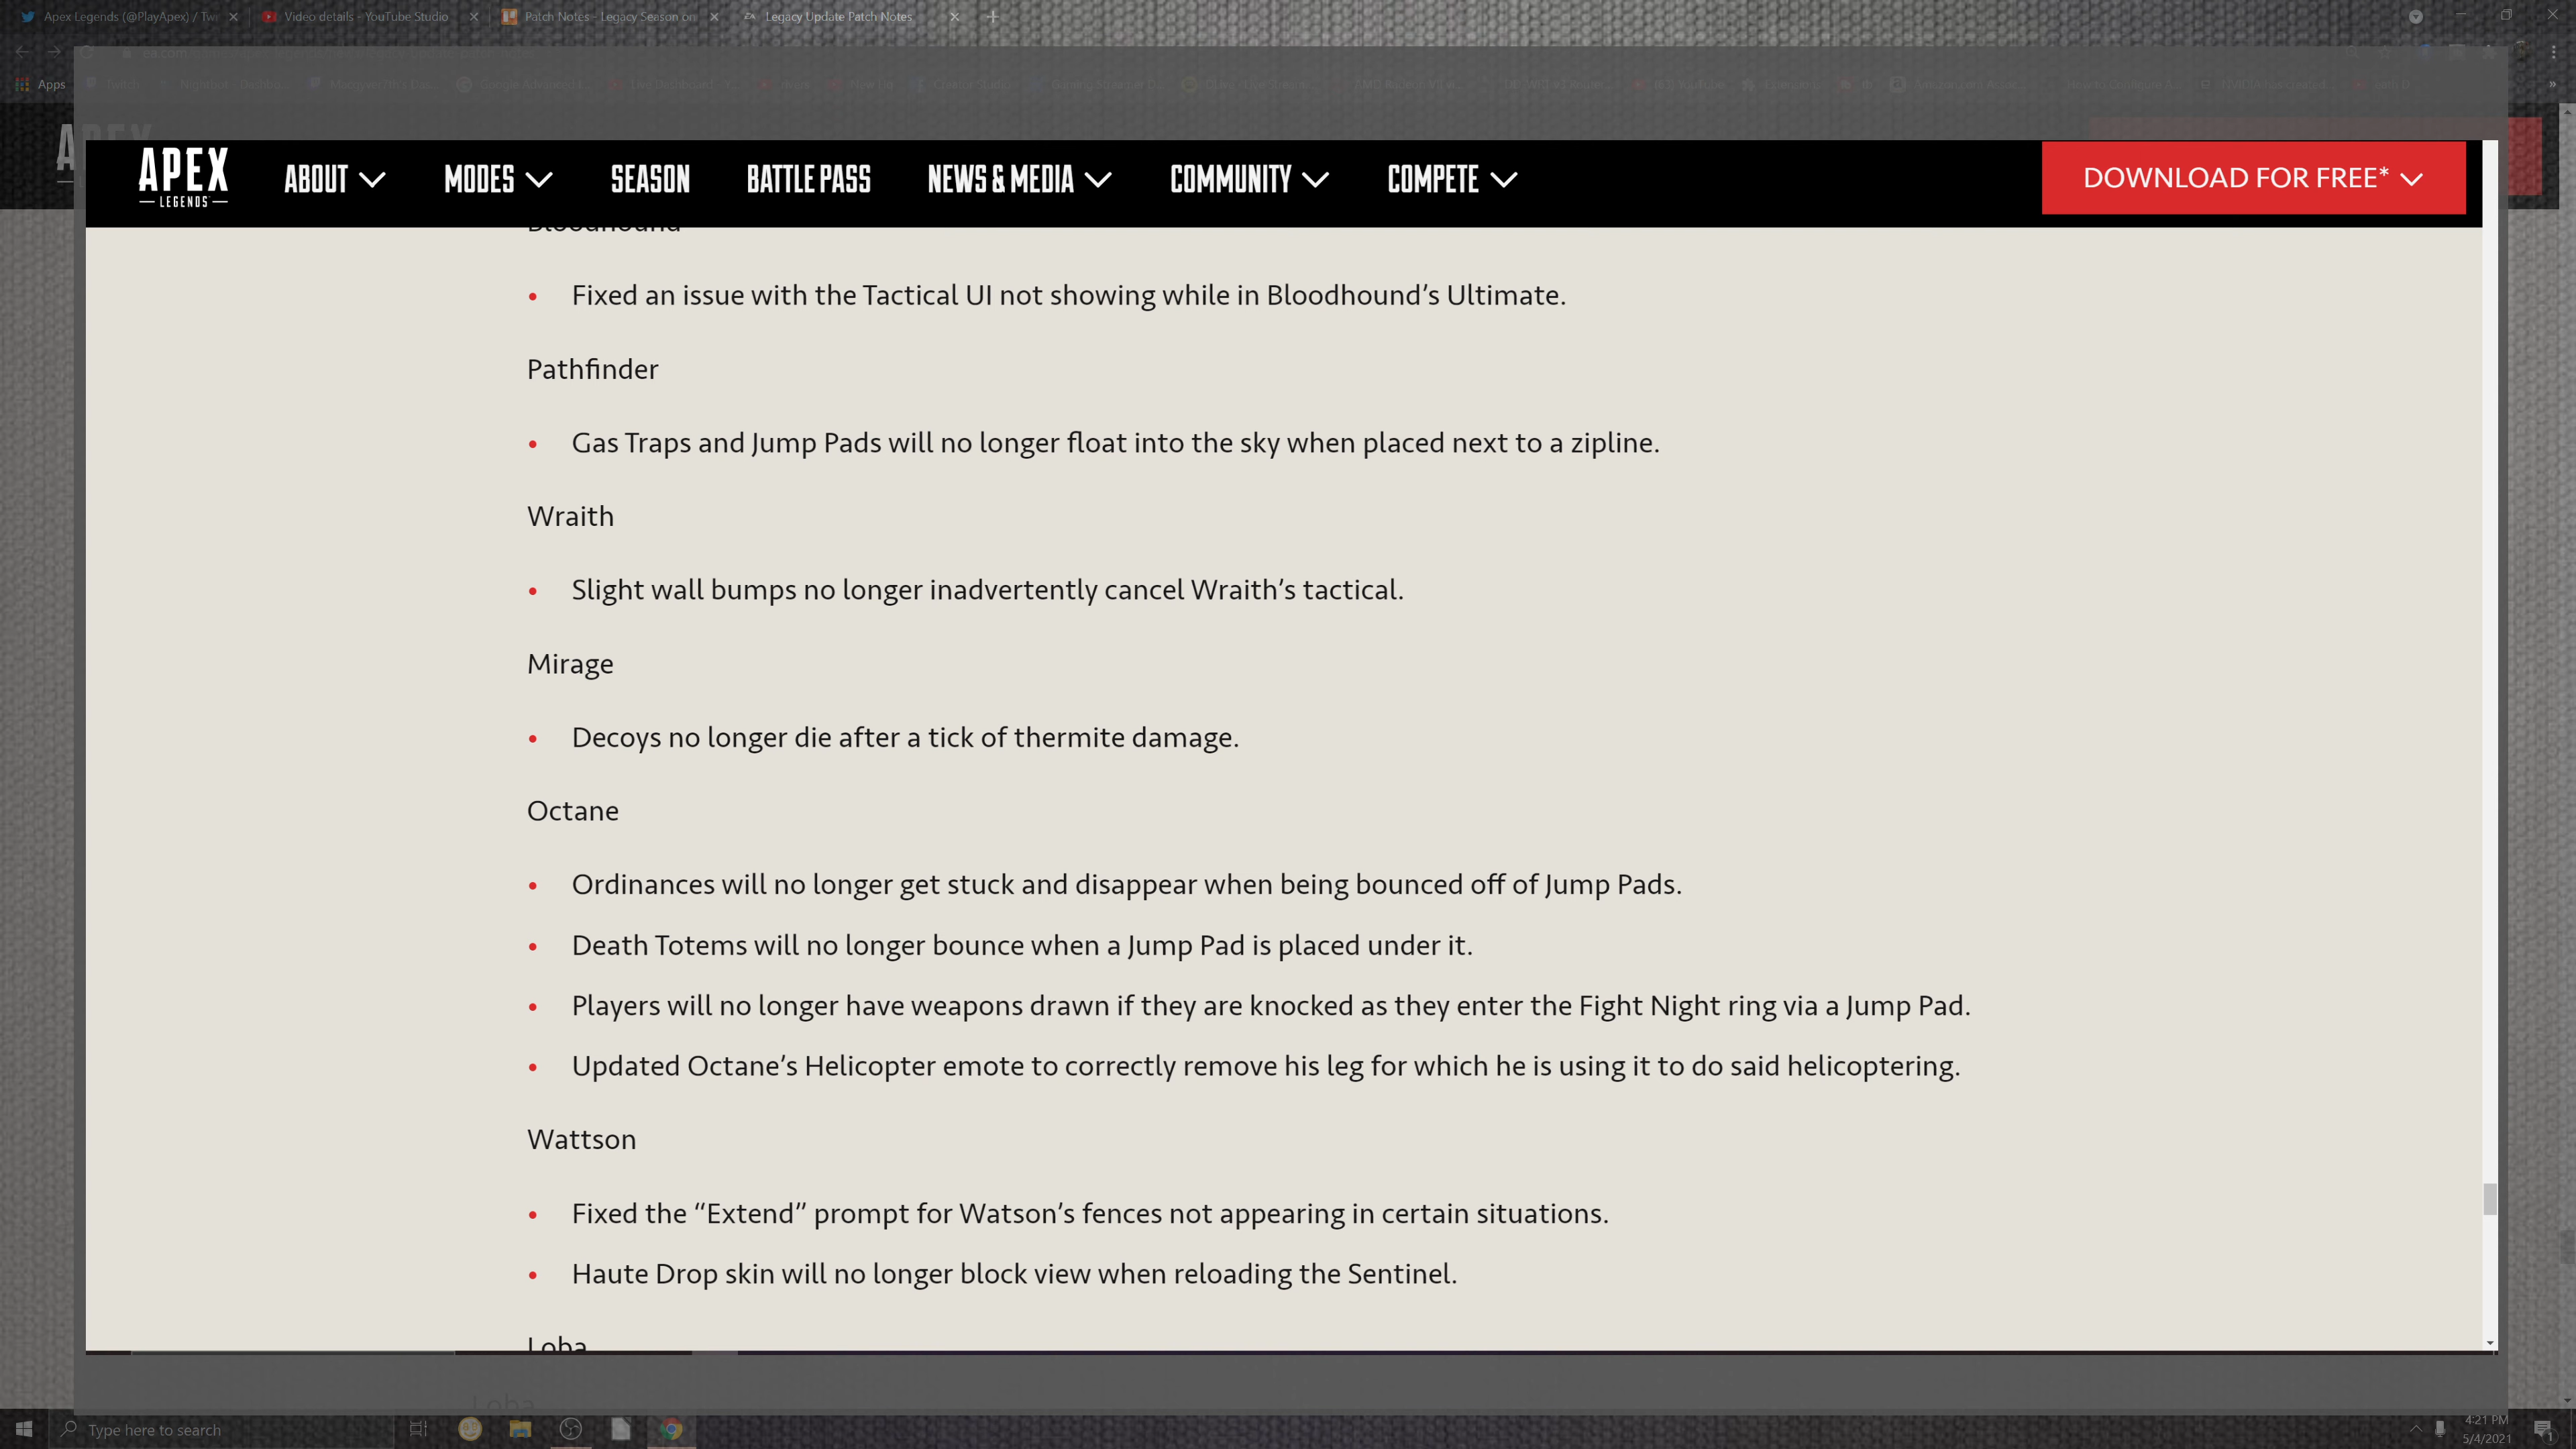 Apex Legends (@PlayApex) / Tw
Video details - YouTube Studio
Patch Notes - Legacy Season on
Legacy Update Patch Notes
ea.com
Apps
APEX
LEGENDS
ABOUT
MODES
SEASON
BATTLE PASS
NEWS & MEDIA
COMMUNITY
COMPETE
DOWNLOAD FOR FREE*
Bloodhound
• Fixed an issue with the Tactical UI not showing while in Bloodhound’s Ultimate.
Pathfinder
• Gas Traps and Jump Pads will no longer float into the sky when placed next to a zipline.
Wraith
• Slight wall bumps no longer inadvertently cancel Wraith’s tactical.
Mirage
• Decoys no longer die after a tick of thermite damage.
Octane
• Ordinances will no longer get stuck and disappear when being bounced off of Jump Pads.
• Death Totems will no longer bounce when a Jump Pad is placed under it.
• Players will no longer have weapons drawn if they are knocked as they enter the Fight Night ring via a Jump Pad.
• Updated Octane’s Helicopter emote to correctly remove his leg for which he is using it to do said helicoptering.
Wattson
• Fixed the “Extend” prompt for Watson’s fences not appearing in certain situations.
• Haute Drop skin will no longer block view when reloading the Sentinel.
Loba
Loba
Type here to search
4:21 PM
5/4/2021